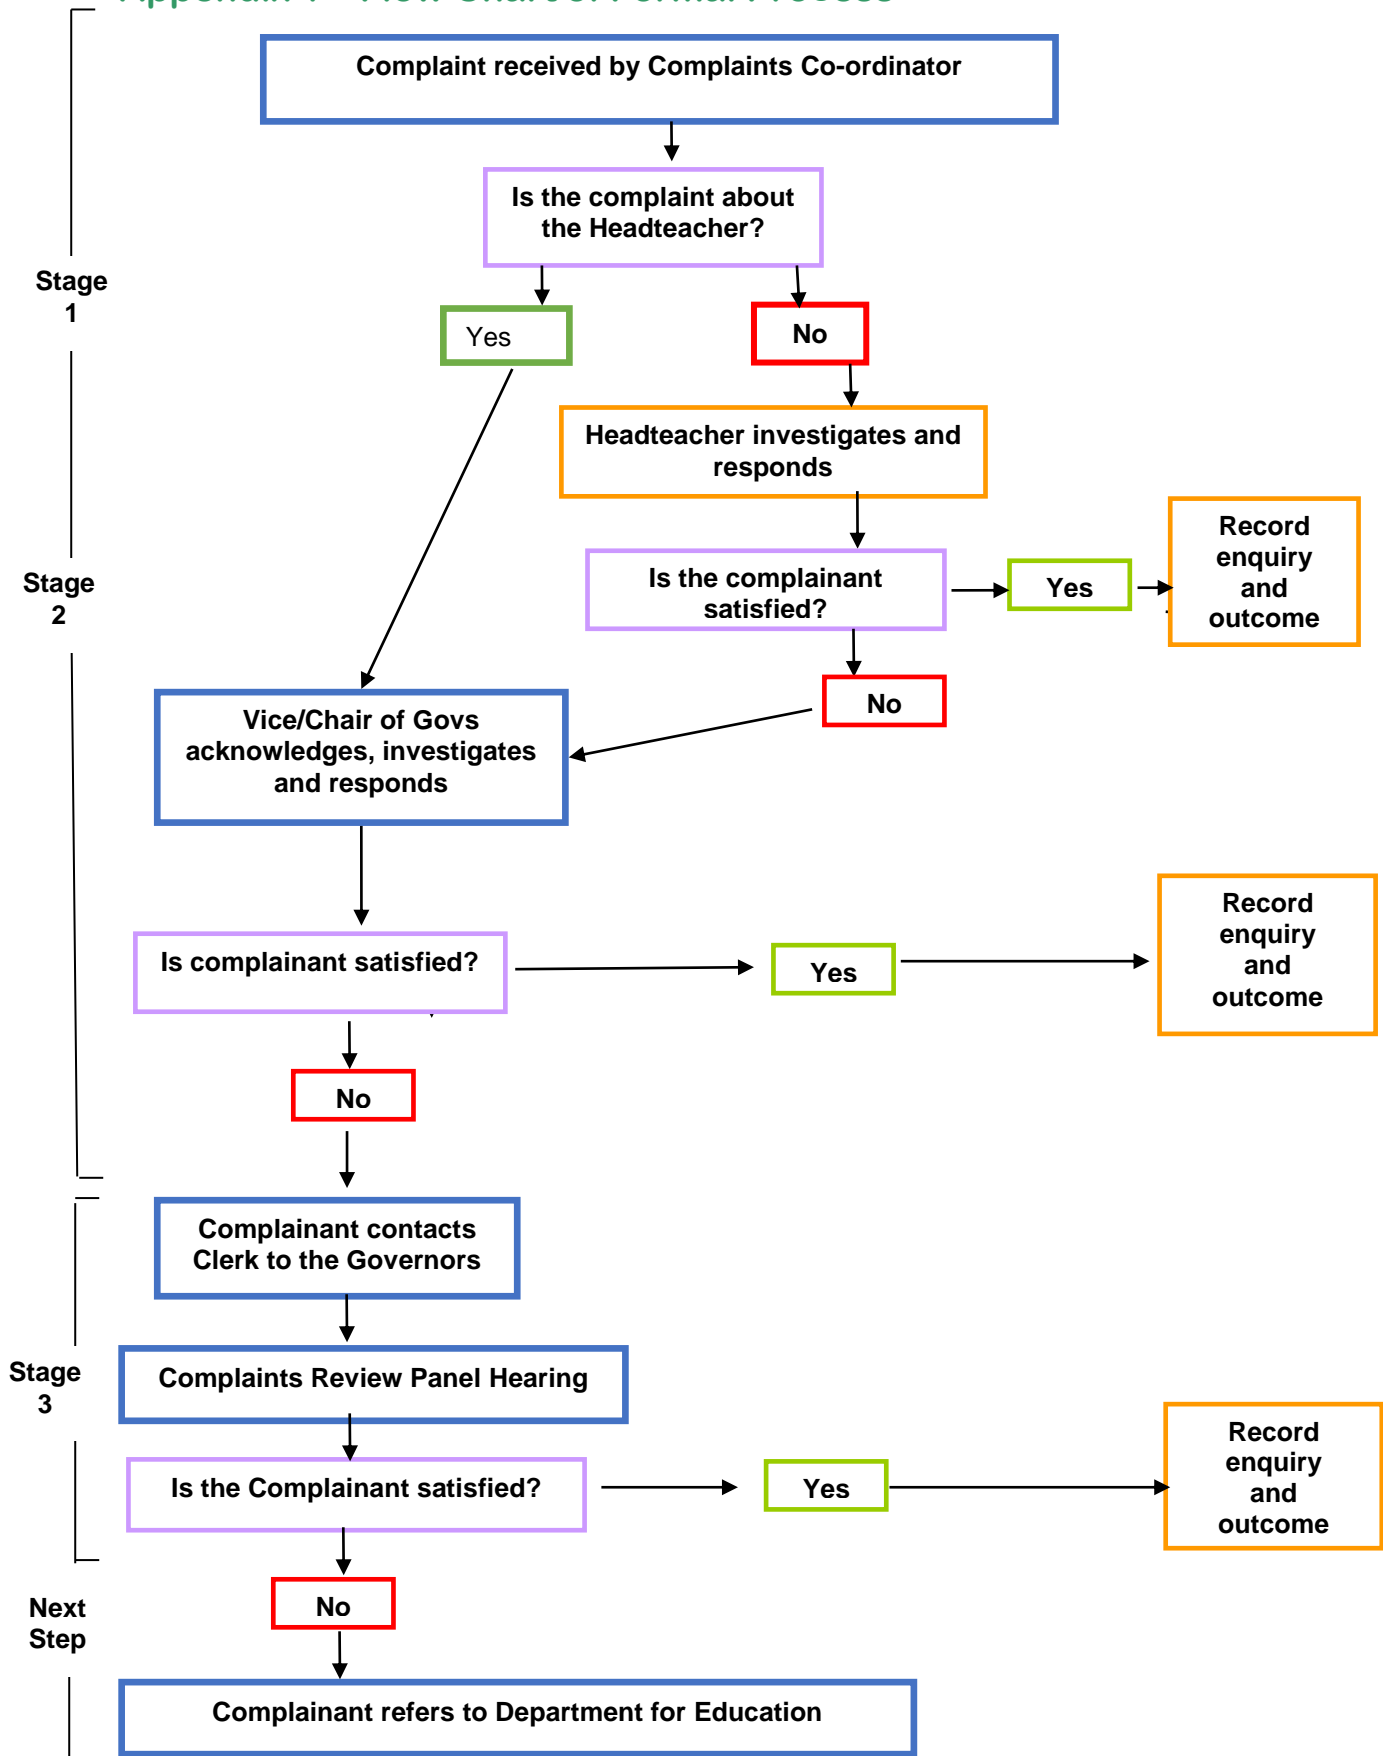 Complaint received by Complaints Co-ordinator
Is the complaint about
the Headteacher?
Stage
1
Yes
No
Headteacher investigates and
responds
Record
enquiry
and
outcome
Stage
2
Is the complainant
satisfied?
Yes
No
Vice/Chair of Govs
acknowledges, investigates
and responds
Is complainant satisfied?
Yes
Record
enquiry
and
outcome
No
Complainant contacts
Clerk to the Governors
Stage
3
Complaints Review Panel Hearing
Is the Complainant satisfied?
Yes
Record
enquiry
and
outcome
Next
Step
No
Complainant refers to Department for Education